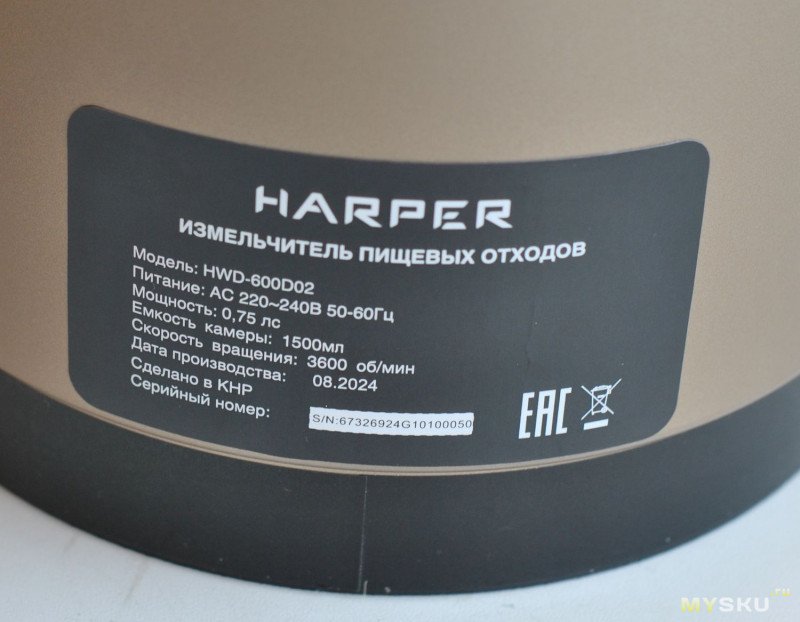 HARPER
ИЗМЕЛЬЧИТЕЛЬ ПИЩЕВЫХ ОТХОДОВ
Модель: HWD-600D02
Питание: AC 220~240В 50-60Гц
Мощность: 0,75 лс
Емкость камеры: 1500мл
Скорость вращения: 3600 об/мин
Дата производства: 08.2024
Сделано в КНР
Серийный номер: S/N:67326924G10100050
EAC
MYSKU.ru